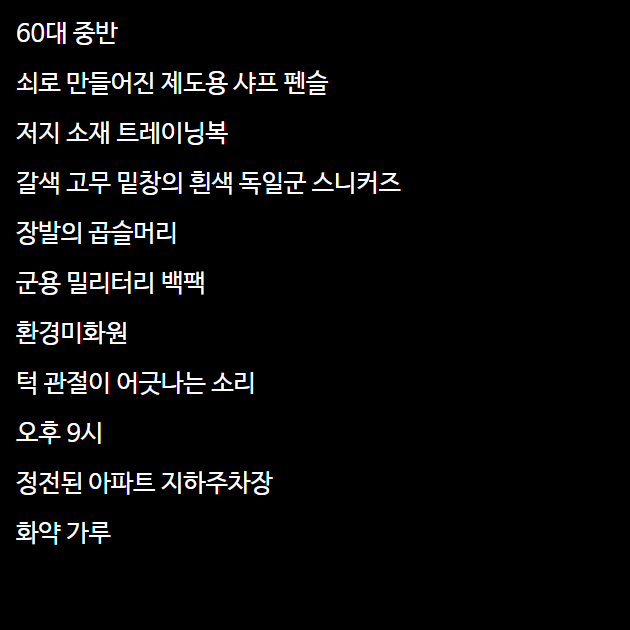 60대 중반
쇠로 만들어진 제도용 샤프 펜슬
저지 소재 트레이닝복
갈색 고무 밑창의 흰색 독일군 스니커즈
장발의 곱슬머리
군용 밀리터리 백팩
환경미화원
턱 관절이 어긋나는 소리
오후 9시
정전된 아파트 지하주차장
화약 가루